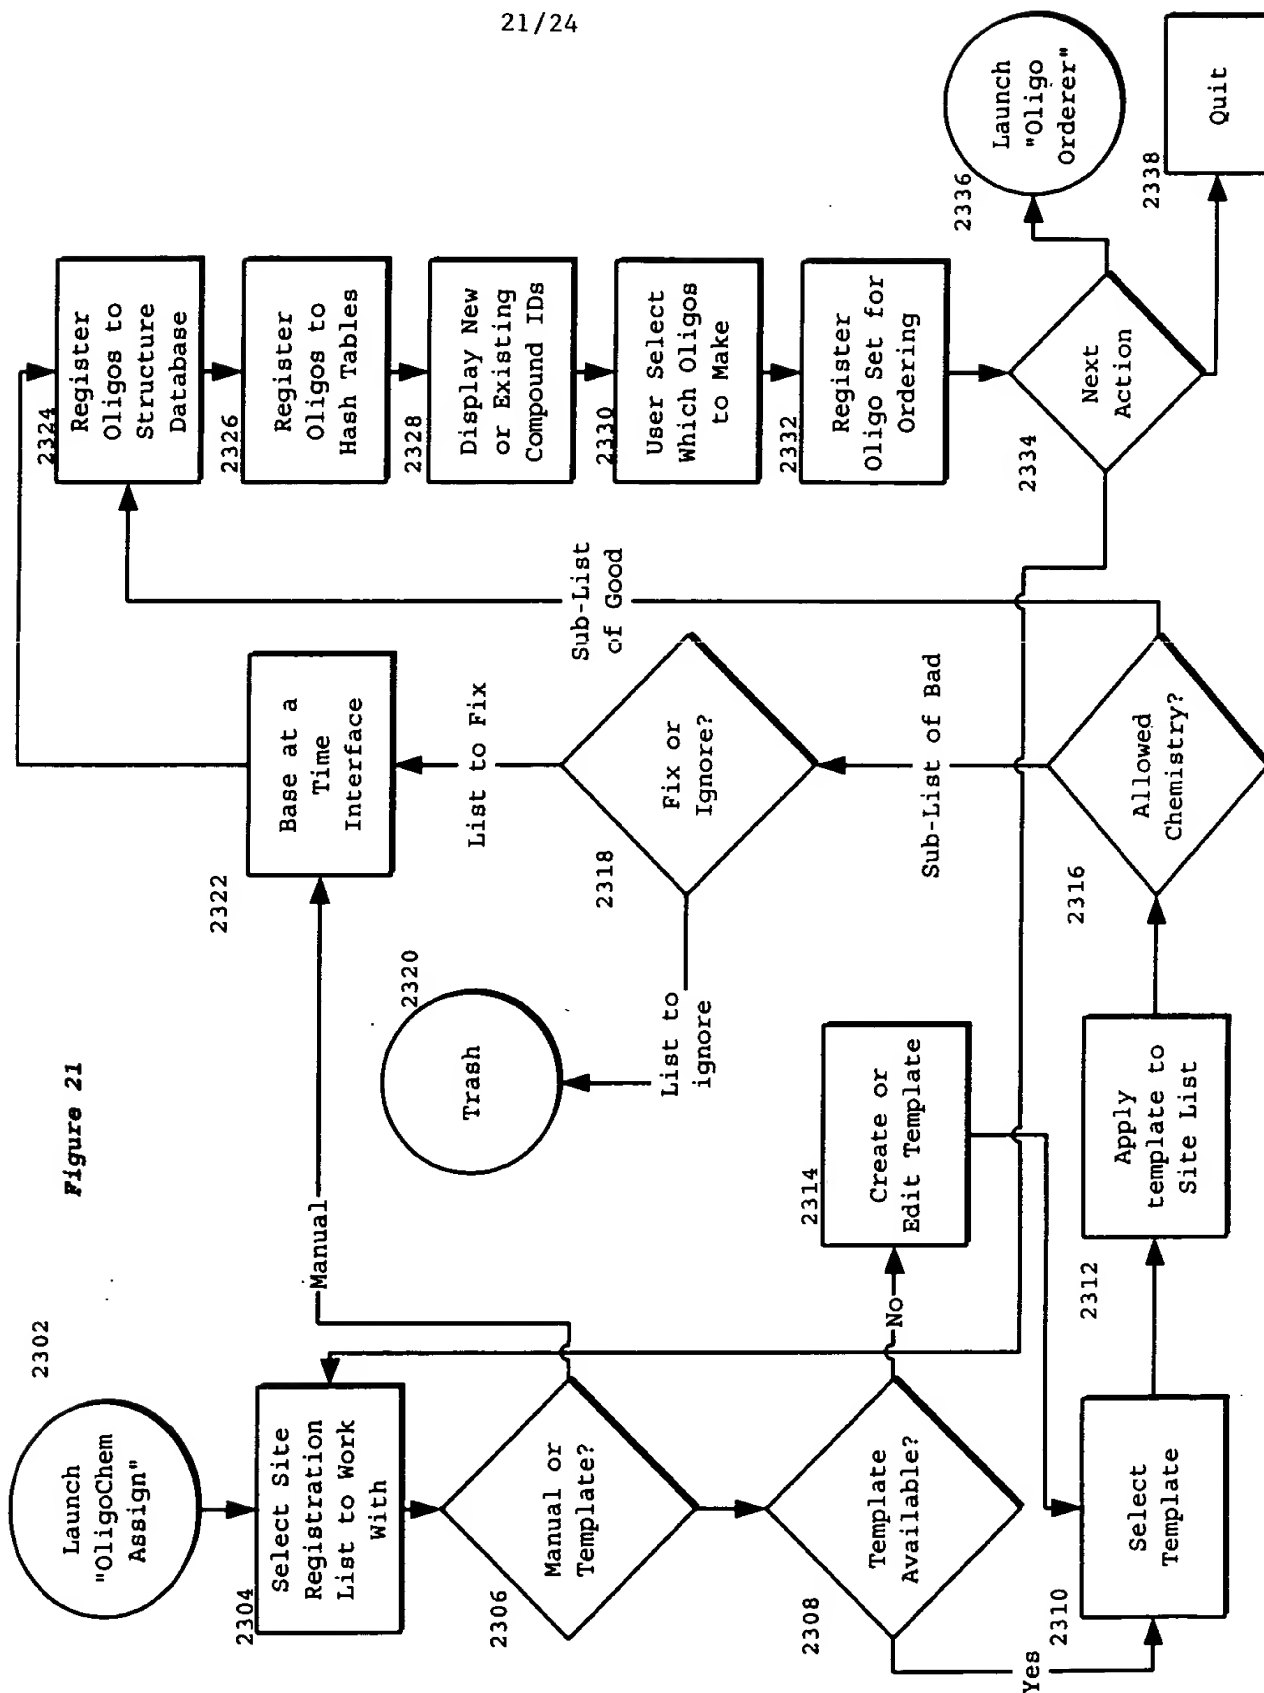 21/24
Figure 21
2302
Launch
"OligoChem
Assign"
2304
Select Site
Registration
List to Work
With
2306
Manual or
Template?
Manual
2308
Template
Available?
No
Yes
2310
Select
Template
2314
Create or
Edit Template
2312
Apply
template to
Site List
2316
Allowed
Chemistry?
Sub-List of Bad
Sub-List
of Good
2318
Fix or
Ignore?
List to
ignore
2320
Trash
List to Fix
2322
Base at a
Time
Interface
2324
Register
Oligos to
Structure
Database
2326
Register
Oligos to
Hash Tables
2328
Display New
or Existing
Compound IDs
2330
User Select
Which Oligos
to Make
2332
Register
Oligo Set for
Ordering
2334
Next
Action
2336
Launch
"Oligo
Orderer"
2338
Quit